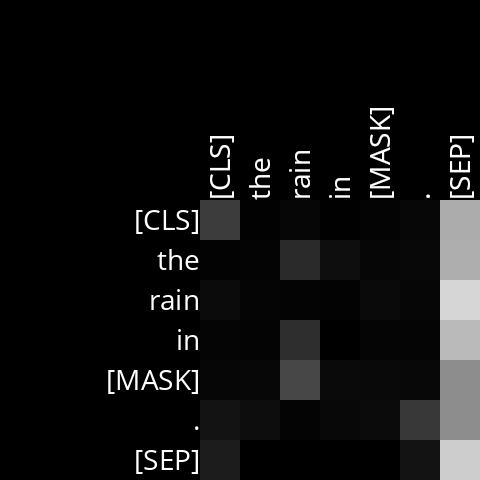 [CLS] the rain in [MASK] . [SEP]
[CLS]
the
rain
in
[MASK]
.
[SEP]